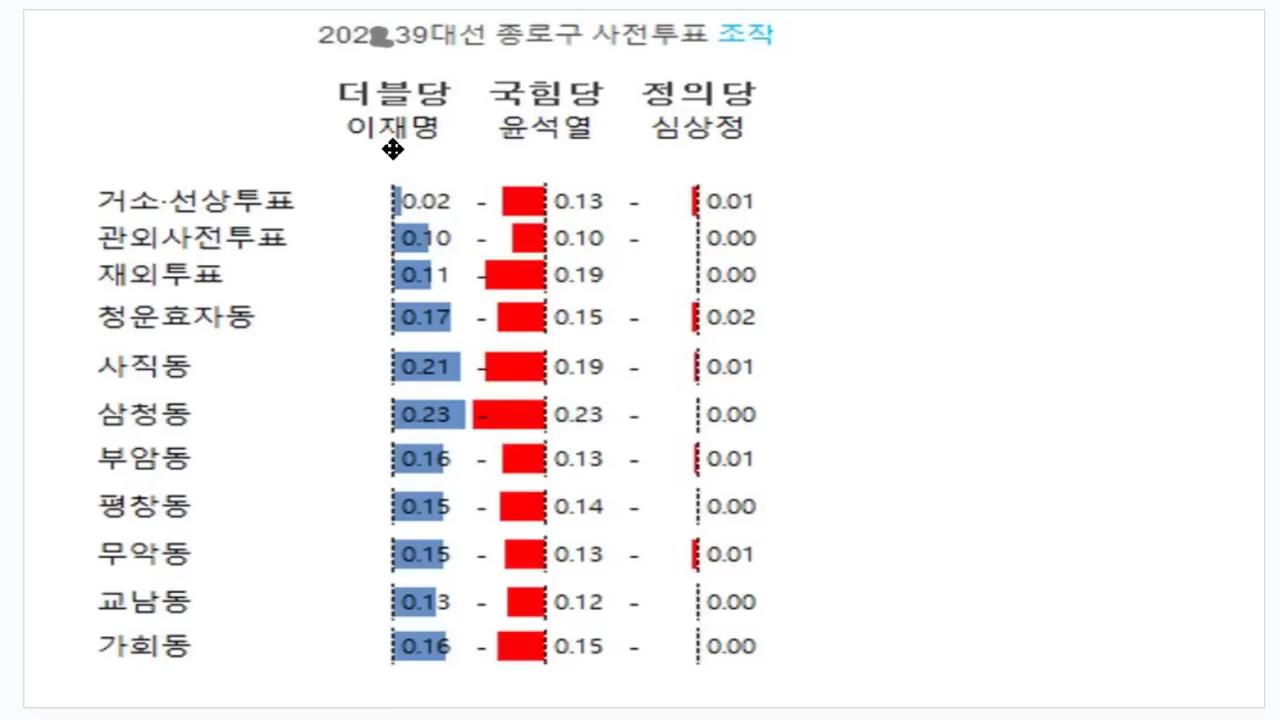 202 39대선 종로구 사전투표 조작
더블당 국힘당 정의당
이재명 윤석열 심상정
거소·선상투표 0.02 - 0.13 - 0.01
관외사전투표 0.10 - 0.10 - 0.00
재외투표 0.11 - 0.19 0.00
청운효자동 0.17 - 0.15 - 0.02
사직동 0.21 - 0.19 - 0.01
삼청동 0.23 - 0.23 - 0.00
부암동 0.16 - 0.13 - 0.01
평창동 0.15 - 0.14 - 0.00
무악동 0.15 - 0.13 - 0.01
교남동 0.13 - 0.12 - 0.00
가회동 0.16 - 0.15 - 0.00